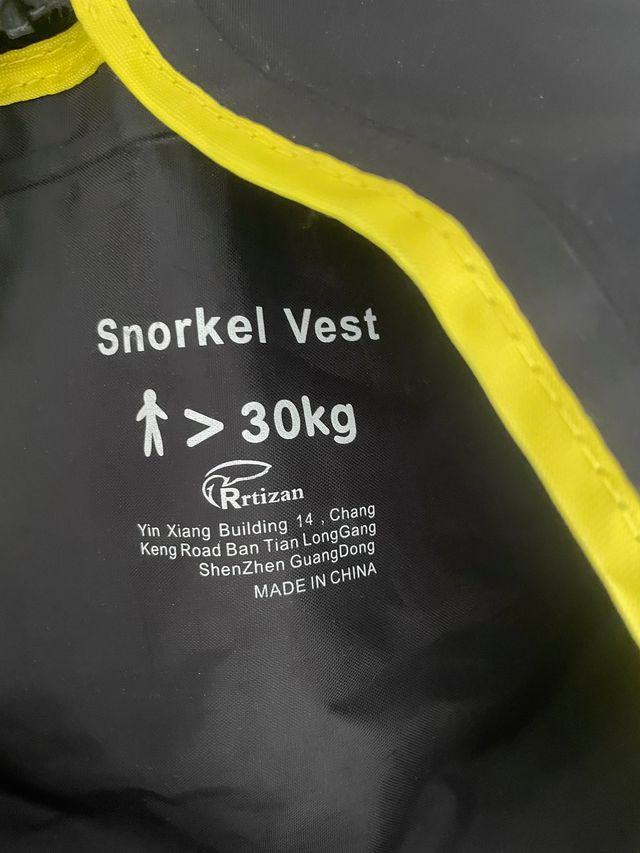 Snorkel Vest
> 30kg
Rrtizan
Yin Xiang Building 14 , Chang
Keng Road Ban Tian LongGang
ShenZhen GuangDong
MADE IN CHINA